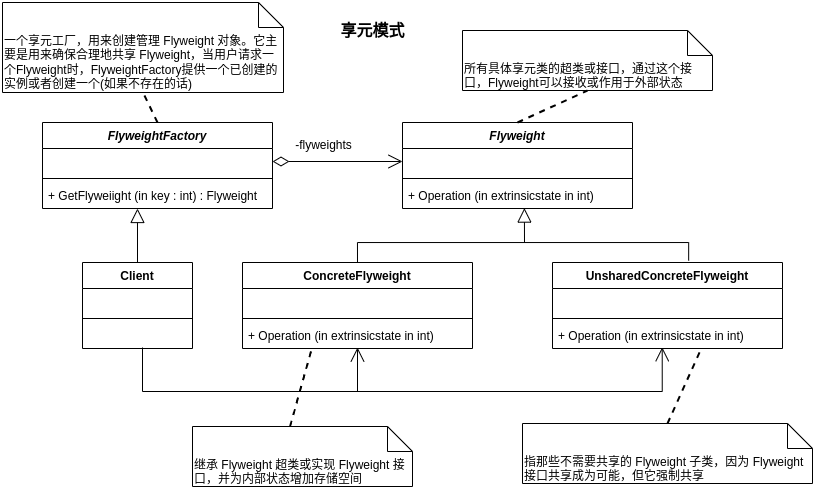 享元模式
一个享元工厂，用来创建管理 Flyweight 对象。它主
要是用来确保合理地共享 Flyweight，当用户请求一
个Flyweight时，FlyweightFactory提供一个已创建的
实例或者创建一个(如果不存在的话)
所有具体享元类的超类或接口，通过这个接
口，Flyweight可以接收或作用于外部状态
FlyweightFactory
+ GetFlyweiight (in key : int) : Flyweight
-flyweights
Flyweight
+ Operation (in extrinsicstate in int)
Client
ConcreteFlyweight
+ Operation (in extrinsicstate in int)
UnsharedConcreteFlyweight
+ Operation (in extrinsicstate in int)
继承 Flyweight 超类或实现 Flyweight 接
口，并为内部状态增加存储空间
指那些不需要共享的 Flyweight 子类，因为 Flyweight
接口共享成为可能，但它强制共享